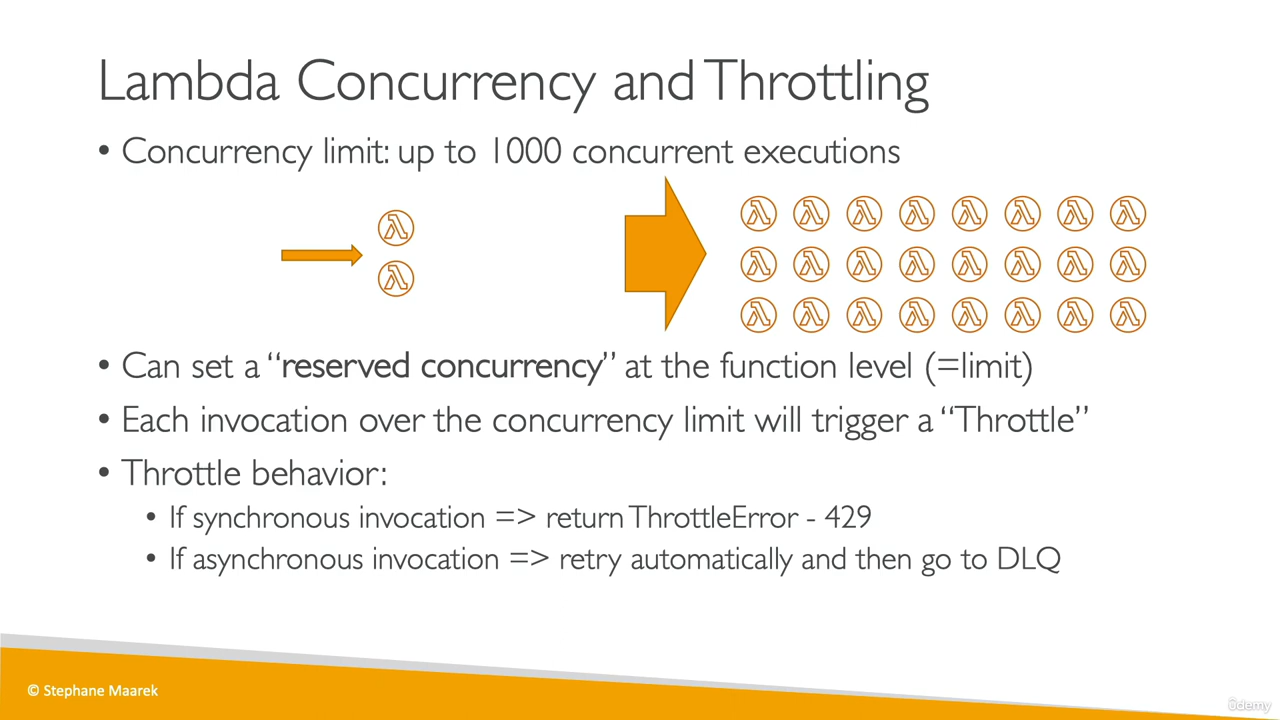 Lambda Concurrency and Throttling
• Concurrency limit: up to 1000 concurrent executions
• Can set a “reserved concurrency” at the function level (=limit)
• Each invocation over the concurrency limit will trigger a “Throttle”
• Throttle behavior:
• If synchronous invocation => return ThrottleError - 429
• If asynchronous invocation => retry automatically and then go to DLQ
© Stephane Maarek
ûdemy